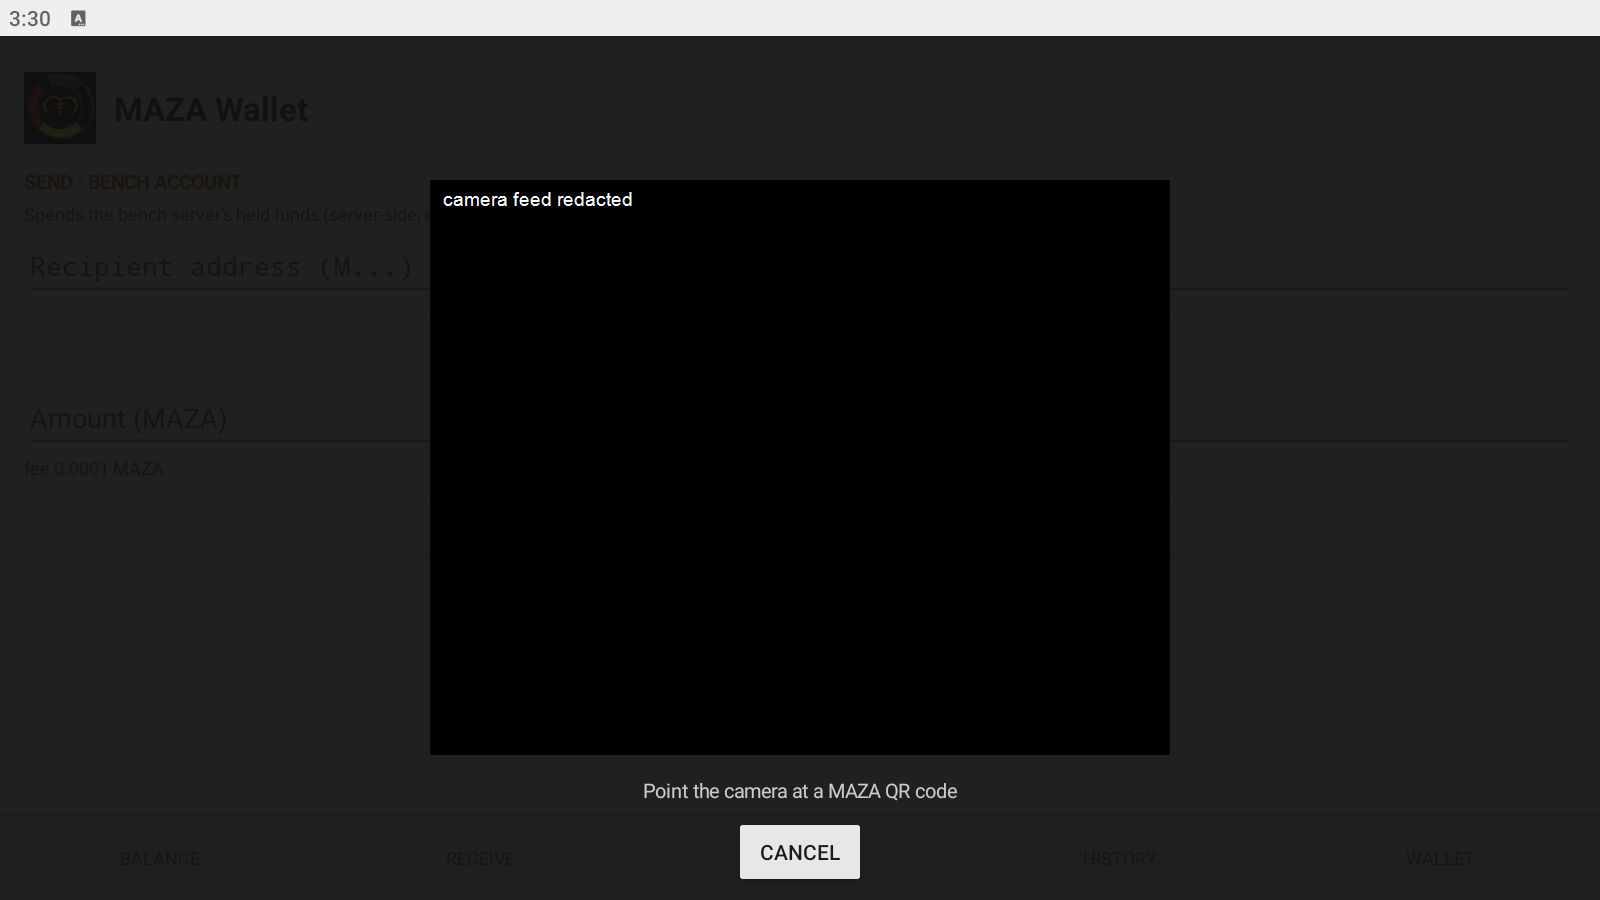 3:30
MAZA Wallet
SEND · BENCH ACCOUNT
Spends the bench server's held funds (server-side,
Recipient address (M...)
Amount (MAZA)
fee 0.0001 MAZA
camera feed redacted
Point the camera at a MAZA QR code
CANCEL
BALANCE
RECEIVE
HISTORY
WALLET